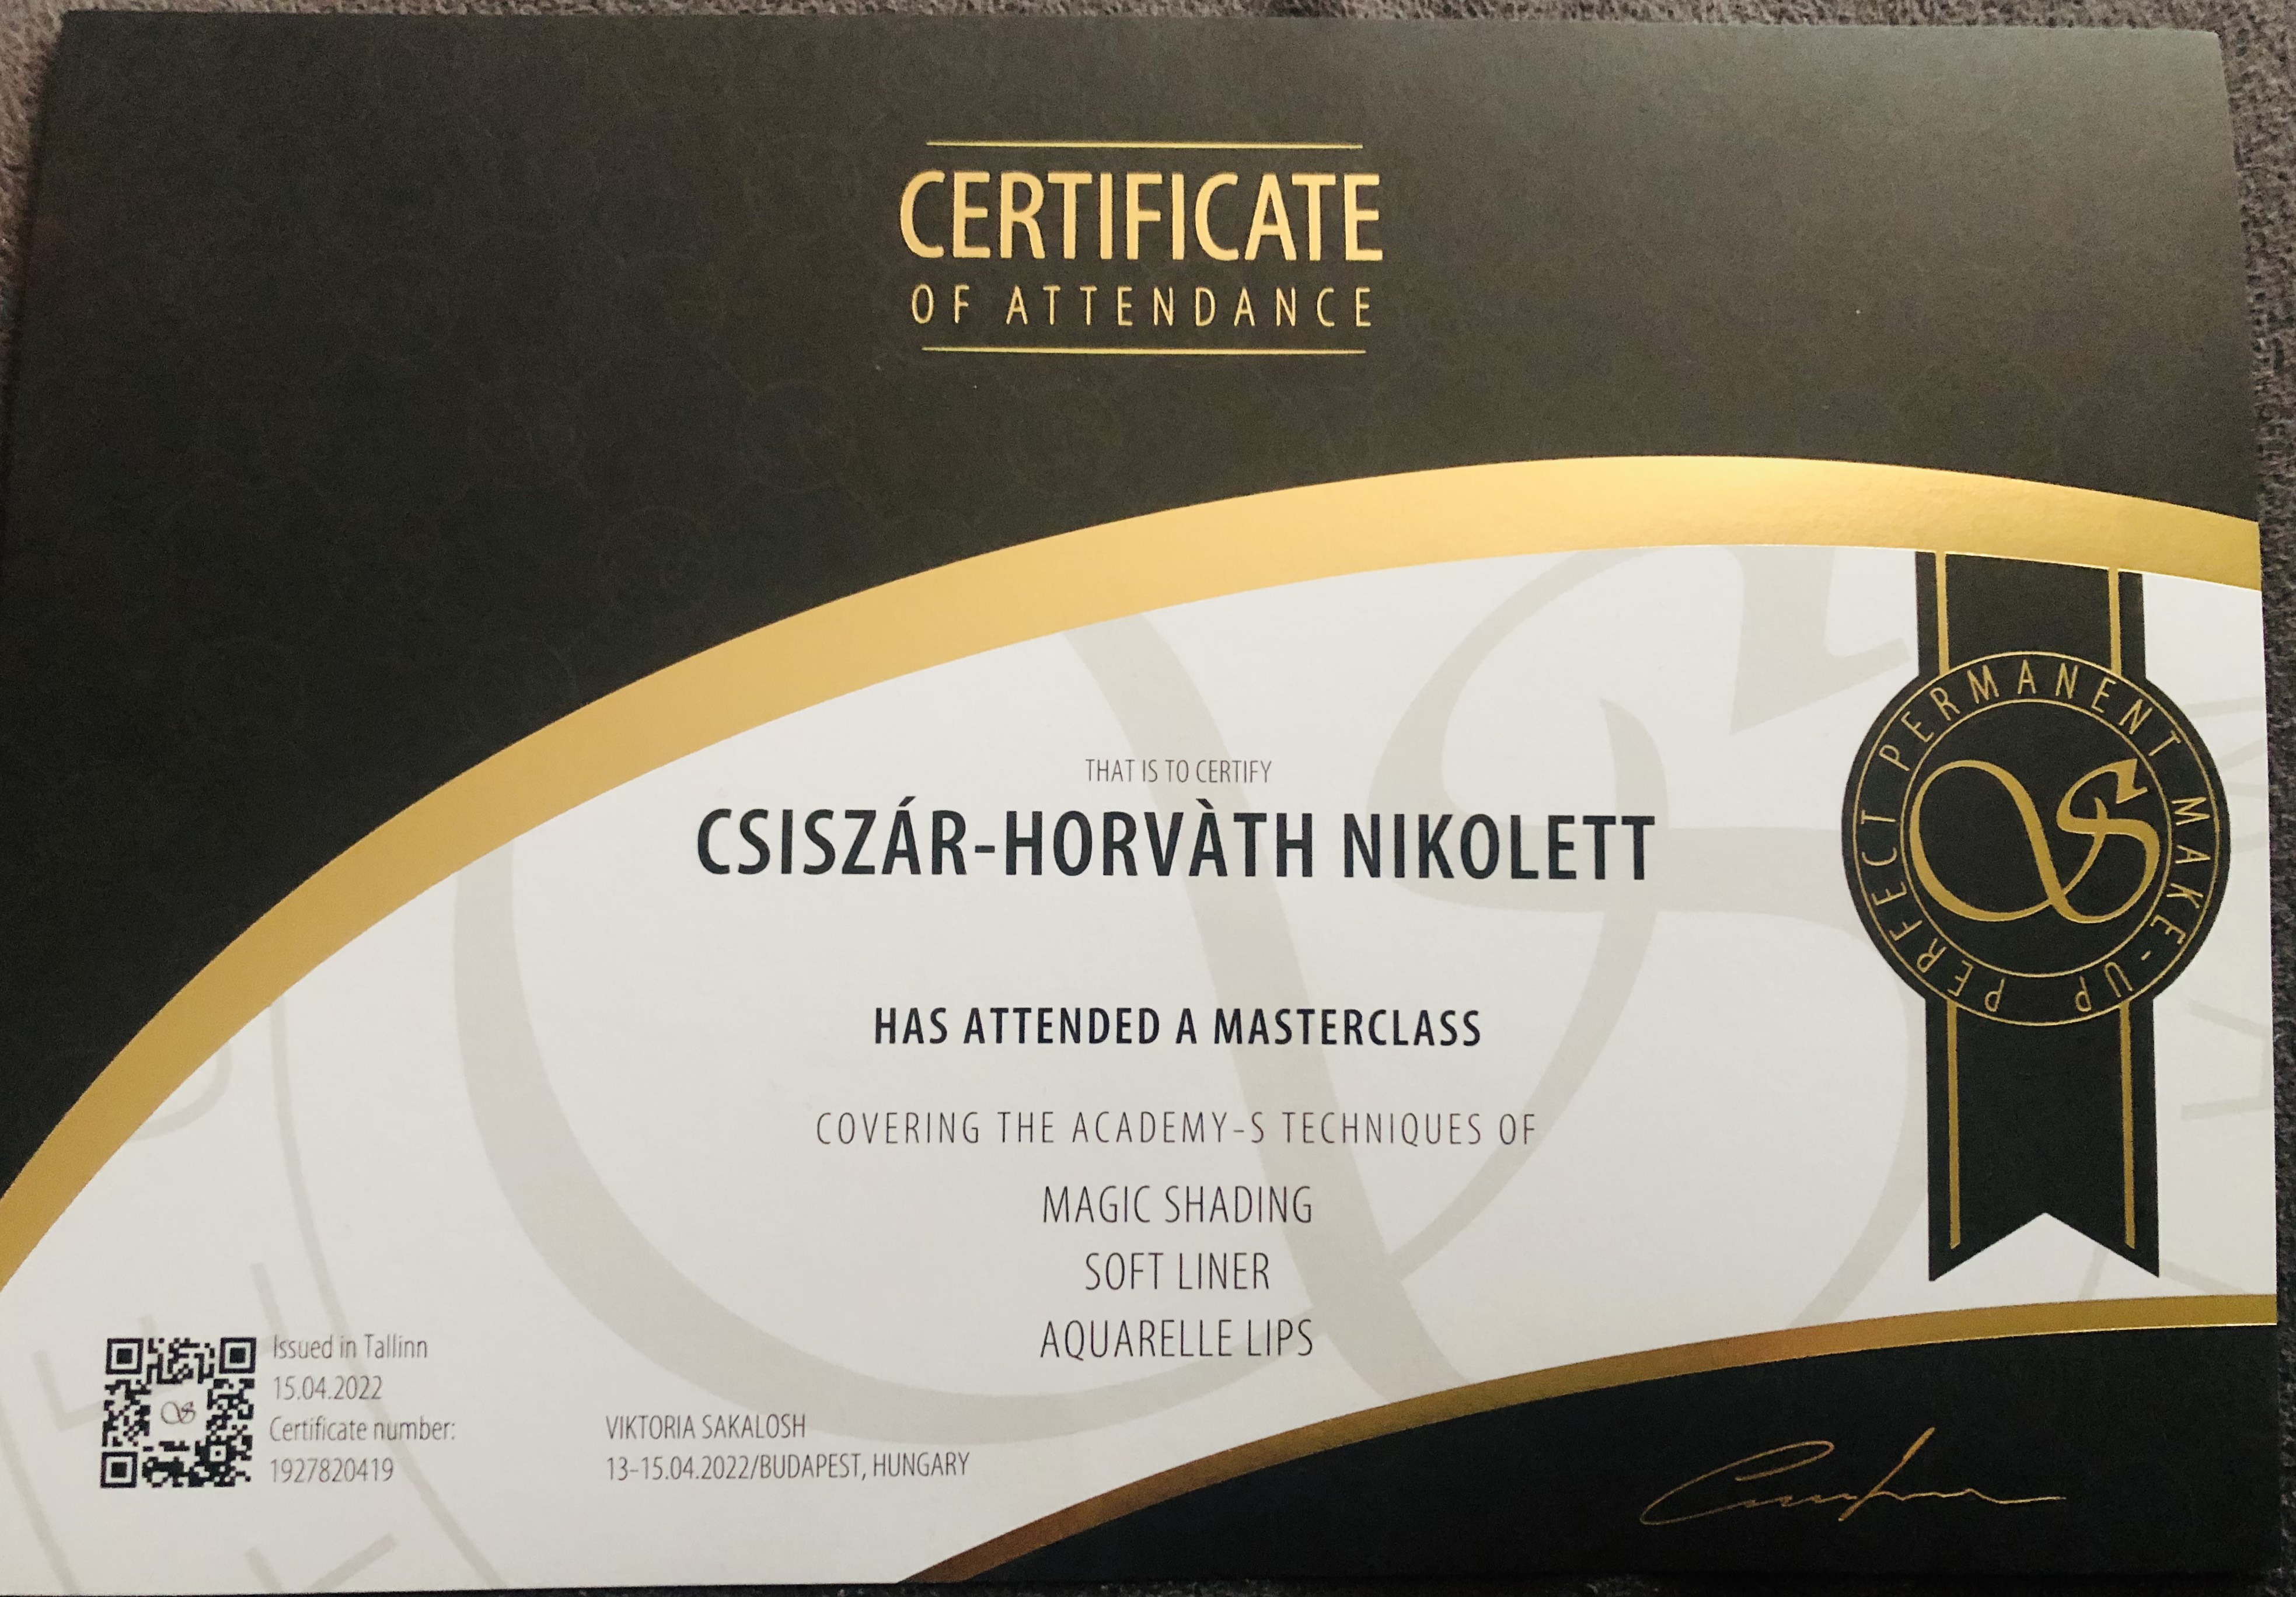 CERTIFICATE
OF ATTENDANCE
THAT IS TO CERTIFY
CSISZÁR-HORVÀTH NIKOLETT
HAS ATTENDED A MASTERCLASS
COVERING THE ACADEMY-S TECHNIQUES OF
MAGIC SHADING
SOFT LINER
AQUARELLE LIPS
PERFECT PERMANENT MAKE-UP
S
Issued in Tallinn
15.04.2022
Certificate number:
1927820419
VIKTORIA SAKALOSH
13-15.04.2022/BUDAPEST, HUNGARY